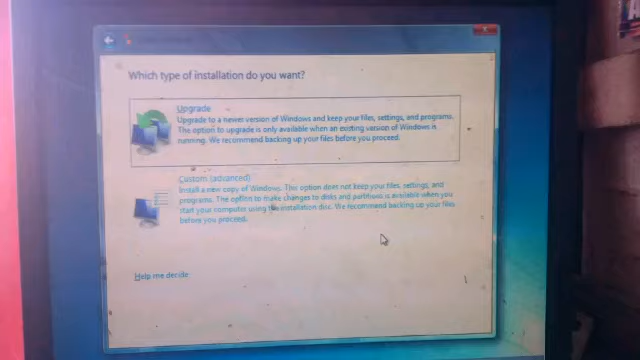 Which type of installation do you want?
Upgrade
Upgrade to a newer version of Windows and keep your files, settings, and programs.
The option to upgrade is only available when an existing version of Windows is
running. We recommend backing up your files before you proceed.
Custom (advanced)
Install a new copy of Windows. This option does not keep your files, settings, and
programs. The option to make changes to disks and partitions is available when you
start your computer using the installation disc. We recommend backing up your files
before you proceed.
Help me decide